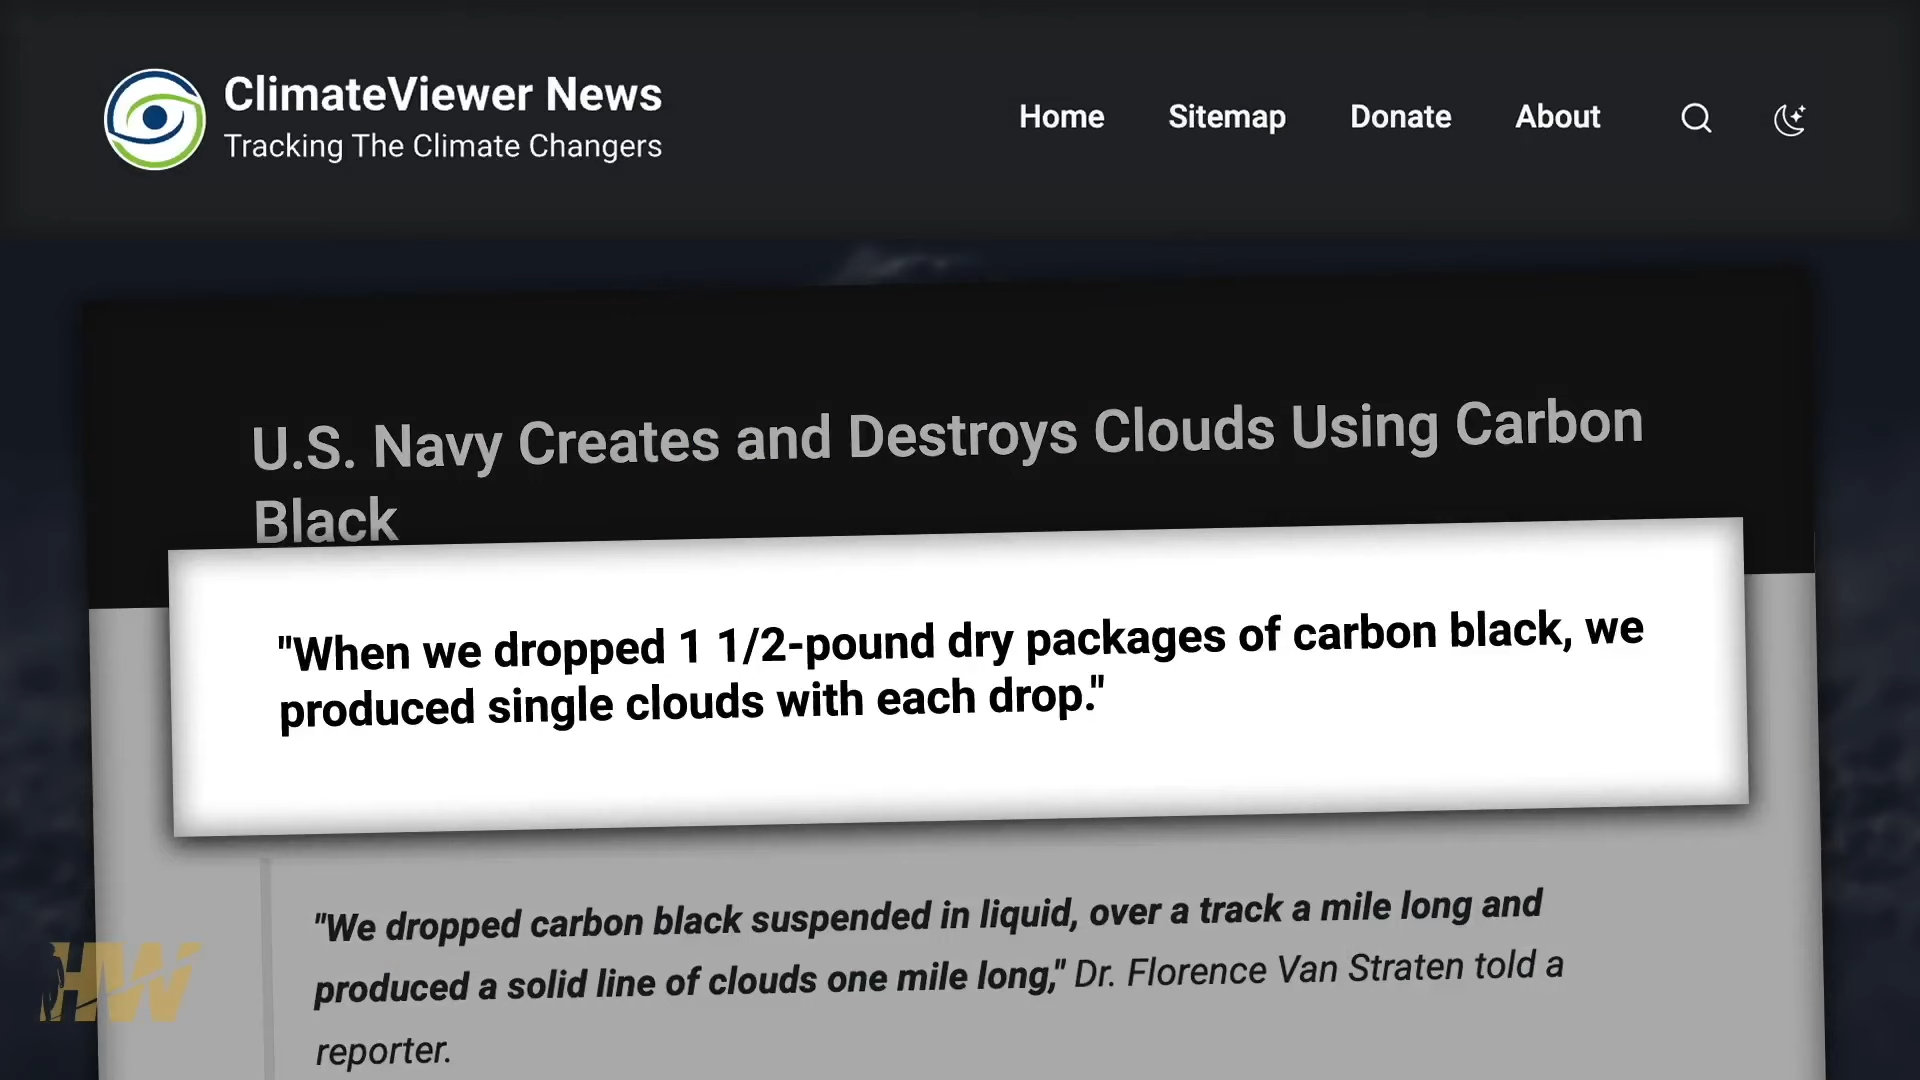 ClimateViewer News
Tracking The Climate Changers
Home Sitemap Donate About
U.S. Navy Creates and Destroys Clouds Using Carbon
Black
"When we dropped 1 1/2-pound dry packages of carbon black, we
produced single clouds with each drop."
"We dropped carbon black suspended in liquid, over a track a mile long and
produced a solid line of clouds one mile long," Dr. Florence Van Straten told a
reporter.
HW